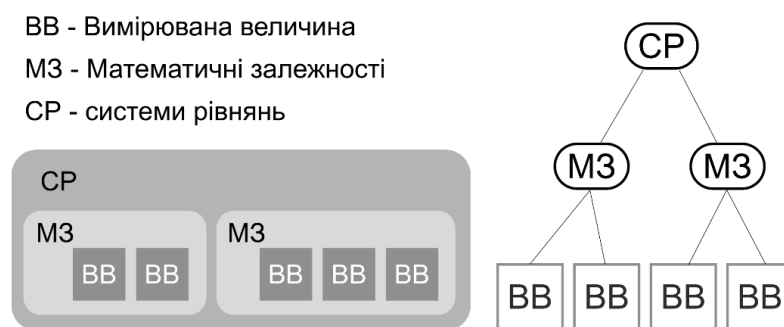 ВВ - Вимірювана величина
МЗ - Математичні залежності
СР - системи рівнянь
СР
МЗ МЗ
ВВ ВВ ВВ ВВ ВВ
СР
МЗ МЗ
ВВ ВВ ВВ ВВ